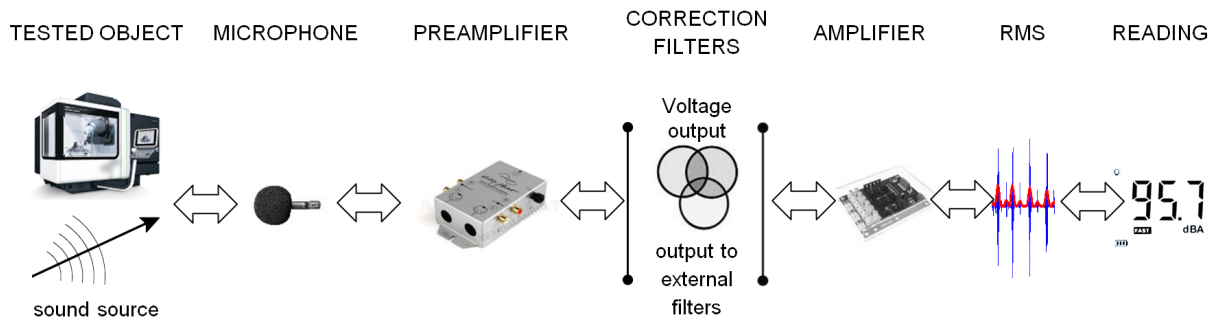 TESTED OBJECT
MICROPHONE
PREAMPLIFIER
CORRECTION
FILTERS
AMPLIFIER
RMS
READING
Voltage
output
output to
external
filters
sound source
95.7
FAST
dBA